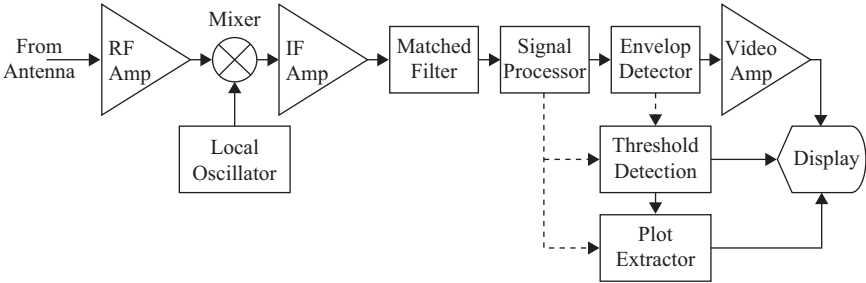 Mixer
From
Antenna
RF
Amp
IF
Amp
Matched
Filter
Signal
Processor
Envelop
Detector
Video
Amp
Local
Oscillator
Threshold
Detection
Display
Plot
Extractor